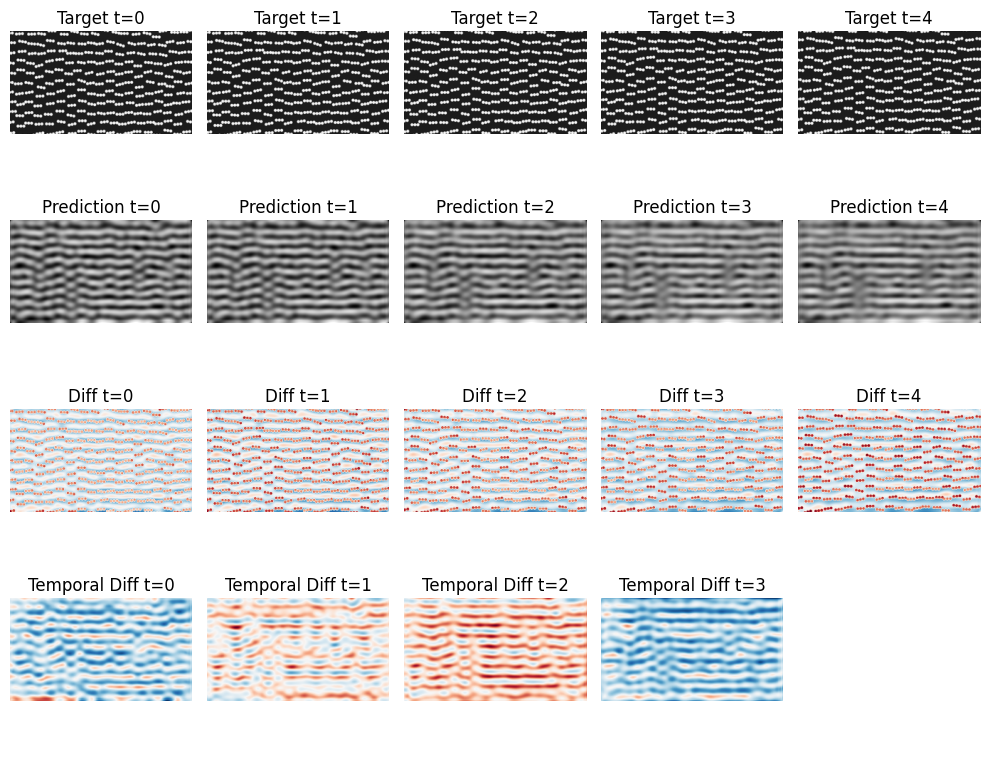 Target t=0 Target t=1 Target t=2 Target t=3 Target t=4
Prediction t=0 Prediction t=1 Prediction t=2 Prediction t=3 Prediction t=4
Diff t=0 Diff t=1 Diff t=2 Diff t=3 Diff t=4
Temporal Diff t=0 Temporal Diff t=1 Temporal Diff t=2 Temporal Diff t=3